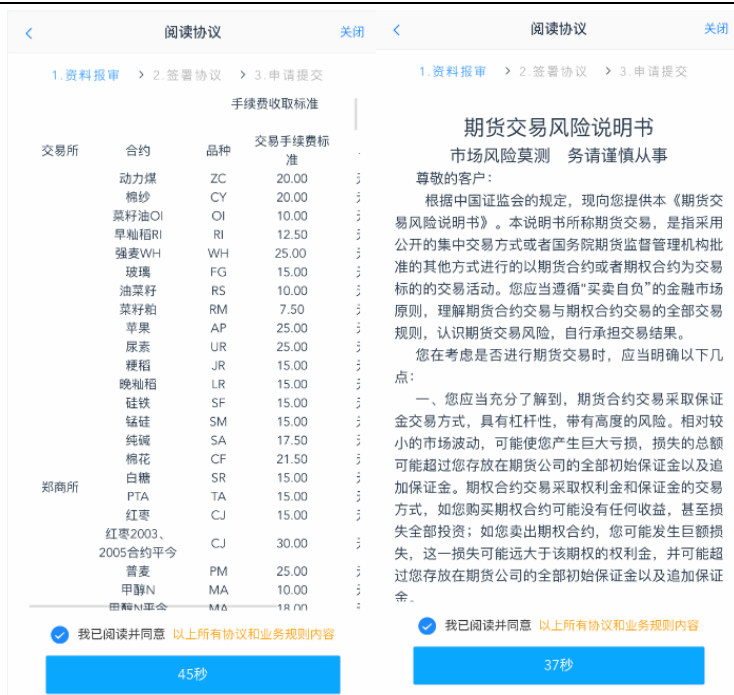 阅读协议 关闭
1.资料报审 > 2.签署协议 > 3.申请提交
手续费收取标准
交易所 合约 品种 交易手续费标
准
动力煤 ZC 20.00 元
棉纱 CY 20.00 元
菜籽油OI OI 10.00 元
早籼稻RI RI 12.50 元
强麦WH WH 25.00 元
玻璃 FG 15.00 元
油菜籽 RS 10.00 元
菜籽粕 RM 7.50 元
苹果 AP 25.00 元
尿素 UR 25.00 元
粳稻 JR 15.00 元
晚籼稻 LR 15.00 元
硅铁 SF 15.00 元
锰硅 SM 15.00 元
纯碱 SA 17.50 元
棉花 CF 21.50 元
郑商所 白糖 SR 15.00 元
PTA TA 15.00 元
红枣 CJ 15.00 元
红枣2003、
2005合约平今 CJ 30.00 元
普麦 PM 25.00 元
甲醇N MA 10.00 元
甲醇N平今 MA 18.00
我已阅读并同意 以上所有协议和业务规则内容
45秒
阅读协议 关闭
1.资料报审 > 2.签署协议 > 3.申请提交
期货交易风险说明书
市场风险莫测 务请谨慎从事
尊敬的客户：
根据中国证监会的规定，现向您提供本《期货交
易风险说明书》。本说明书所称期货交易，是指采用
公开的集中交易方式或者国务院期货监督管理机构批
准的其他方式进行的以期货合约或者期权合约为交易
标的的交易活动。您应当遵循“买卖自负”的金融市场
原则，理解期货合约交易与期权合约交易的全部交易
规则，认识期货交易风险，自行承担交易结果。
您在考虑是否进行期货交易时，应当明确以下几
点：
一、您应当充分了解到，期货合约交易采取保证
金交易方式，具有杠杆性，带有高度的风险。相对较
小的市场波动，可能使您产生巨大亏损，损失的总额
可能超过您存放在期货公司的全部初始保证金以及追
加保证金。期权合约交易采取权利金和保证金的交易
方式，如您购买期权合约可能没有任何收益，甚至损
失全部投资；如您卖出期权合约，您可能发生巨额损
失，这一损失可能远大于该期权的权利金，并可能超
过您存放在期货公司的全部初始保证金以及追加保证
金。
我已阅读并同意 以上所有协议和业务规则内容
37秒